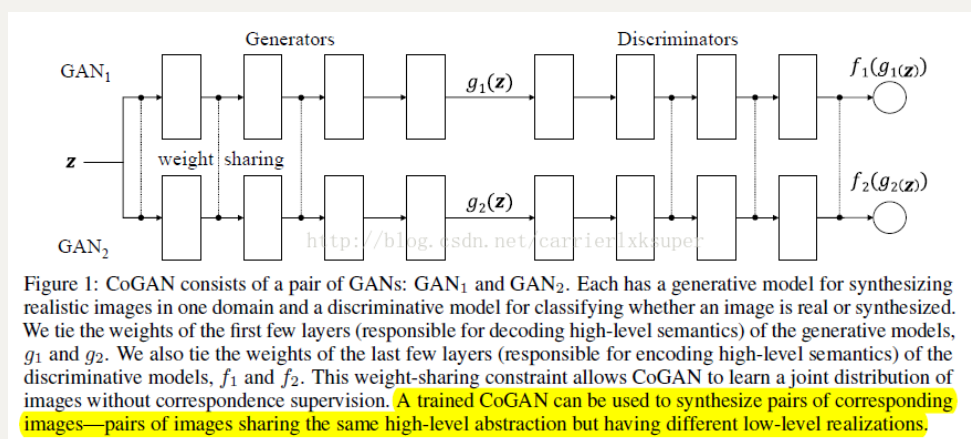 Generators
Discriminators
GAN₁
f₁(g₁(z))
g₁(z)
z
weight sharing
f₂(g₂(z))
g₂(z)
GAN₂
http://blog.csdn.net/carrierlxksuper
Figure 1: CoGAN consists of a pair of GANs: GAN₁ and GAN₂. Each has a generative model for synthesizing
realistic images in one domain and a discriminative model for classifying whether an image is real or synthesized.
We tie the weights of the first few layers (responsible for decoding high-level semantics) of the generative models,
g₁ and g₂. We also tie the weights of the last few layers (responsible for encoding high-level semantics) of the
discriminative models, f₁ and f₂. This weight-sharing constraint allows CoGAN to learn a joint distribution of
images without correspondence supervision. A trained CoGAN can be used to synthesize pairs of corresponding
images—pairs of images sharing the same high-level abstraction but having different low-level realizations.